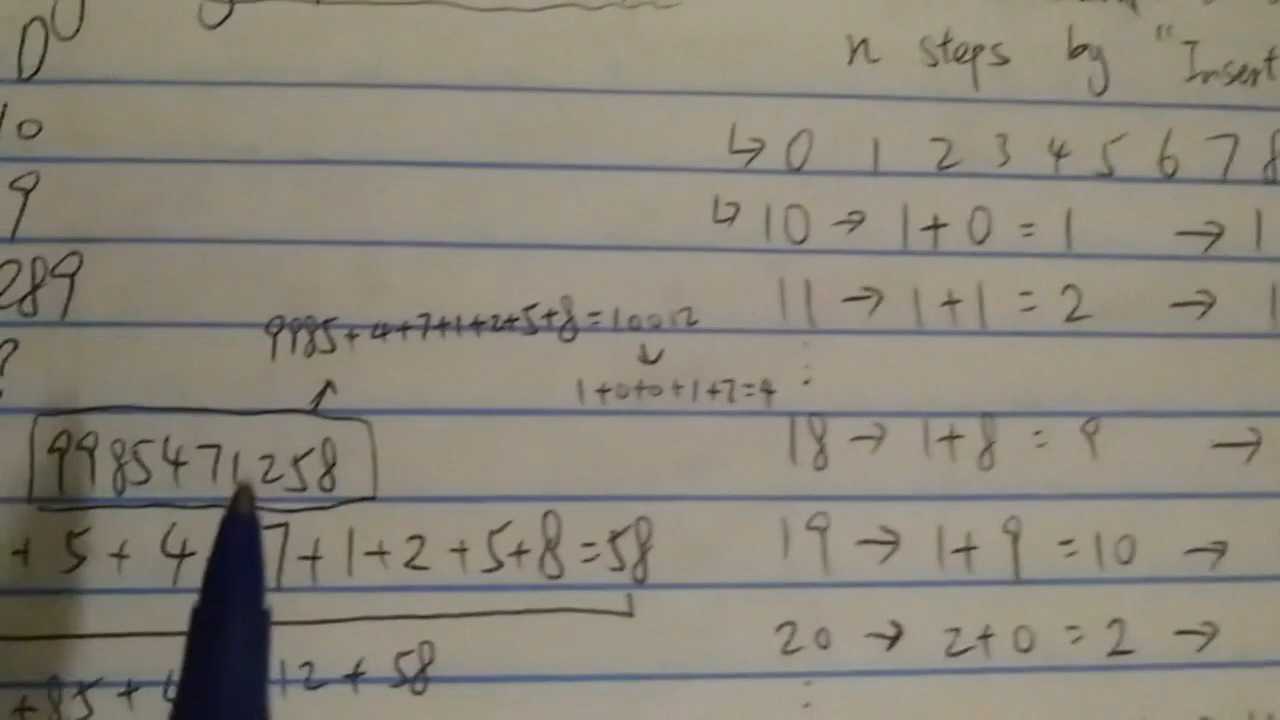 n steps by "Insert
0
↳ 0 1 2 3 4 5 6 7 8
10
↳ 10 → 1+0 = 1 → 1
9
11 → 1+1 = 2 → 1
289
9985+4+7+1+2+5+8=10012
↓
1+0+0+1+2=4
?
⋮
9985471258
18 → 1+8 = 9 →
+ 5 + 4 7+1+2+5+8=58
19 → 1+9 = 10 →
20 → 2+0 = 2 →
+85+ 12+58
⋮